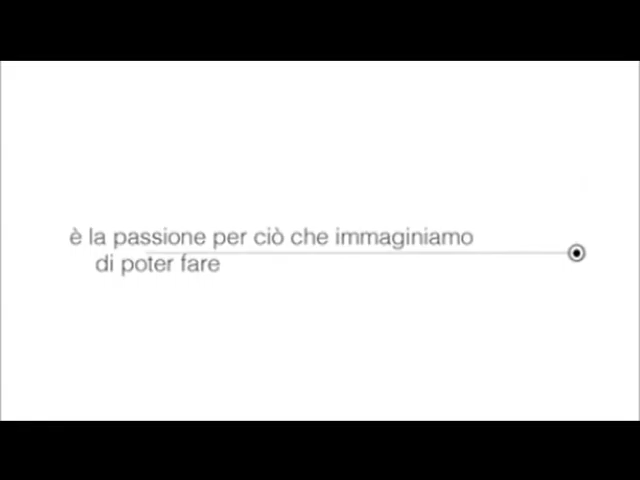 è la passione per ciò che immaginiamo
di poter fare